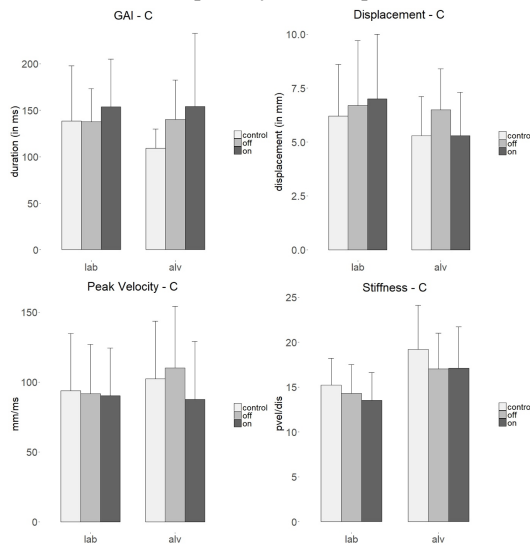 GAI - C
duration (in ms)
200
150
100
50
0
lab
alv
control
off
on
Displacement - C
displacement (in mm)
10.0
7.5
5.0
2.5
0.0
lab
alv
control
off
on
Peak Velocity - C
mm/ms
150
100
50
0
lab
alv
control
off
on
Stiffness - C
pvel/dis
25
20
15
10
5
0
lab
alv
control
off
on